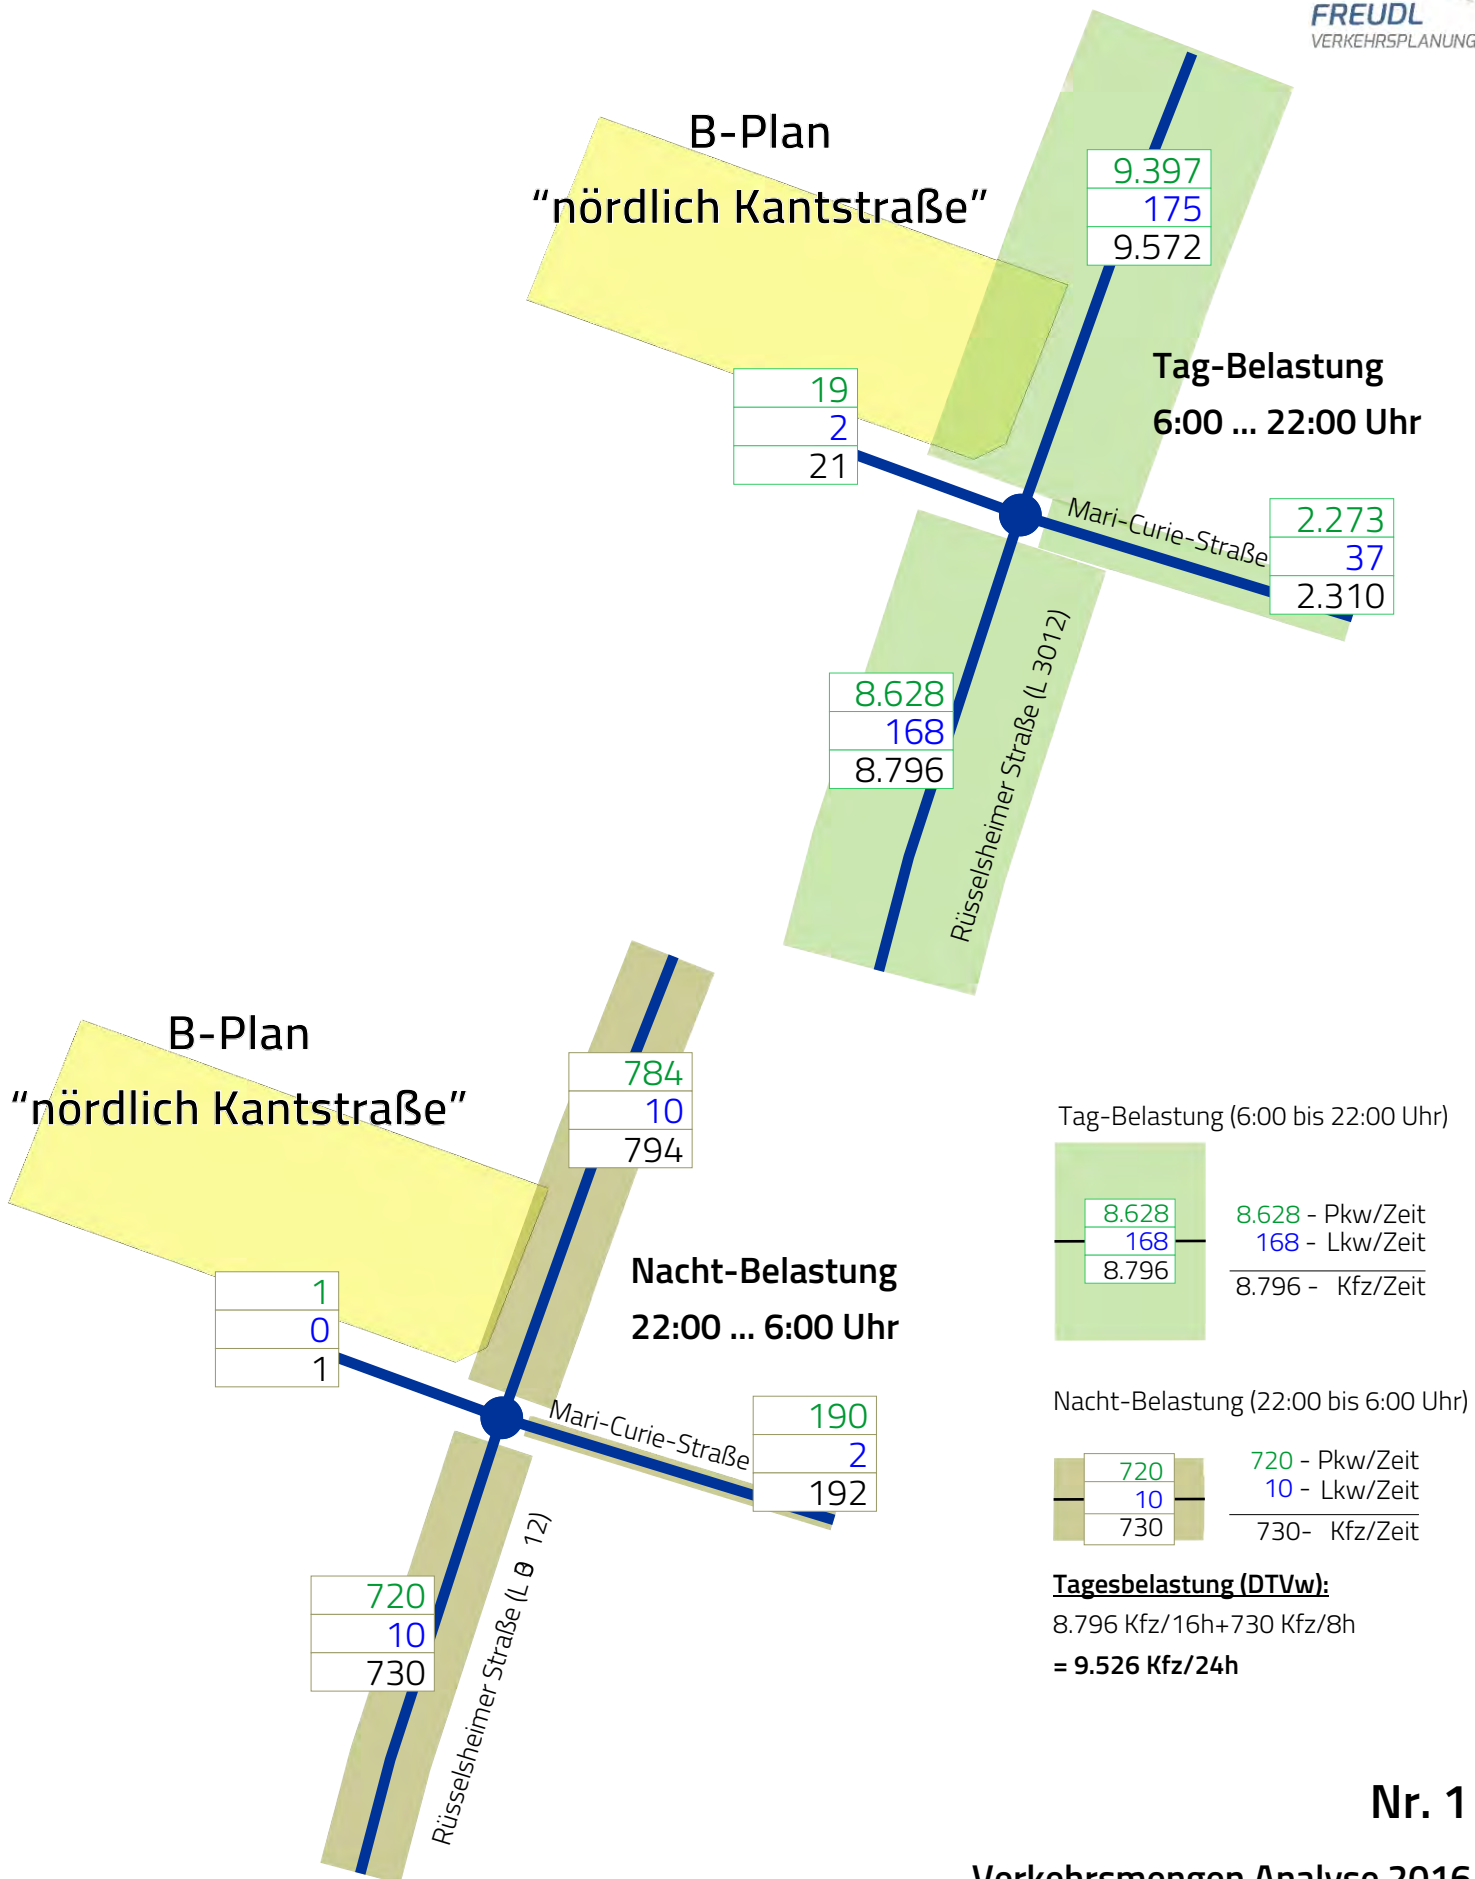 FREUDL
VERKEHRSPLANUNG
B-Plan
“nördlich Kantstraße”
9.397
175
9.572
Tag-Belastung
6:00 ... 22:00 Uhr
19
2
21
Mari-Curie-Straße
2.273
37
2.310
8.628
168
8.796
Rüsselsheimer Straße (L 3012)
B-Plan
“nördlich Kantstraße”
784
10
794
Nacht-Belastung
22:00 ... 6:00 Uhr
1
0
1
Mari-Curie-Straße
190
2
192
720
10
730
Rüsselsheimer Straße (L 12)
Tag-Belastung (6:00 bis 22:00 Uhr)
8.628
168
8.796
8.628 - Pkw/Zeit
168 - Lkw/Zeit
8.796 - Kfz/Zeit
Nacht-Belastung (22:00 bis 6:00 Uhr)
720
10
730
720 - Pkw/Zeit
10 - Lkw/Zeit
730- Kfz/Zeit
Tagesbelastung (DTVw):
8.796 Kfz/16h+730 Kfz/8h
= 9.526 Kfz/24h
Nr. 1
Verkehrsmengen Analyse 2016